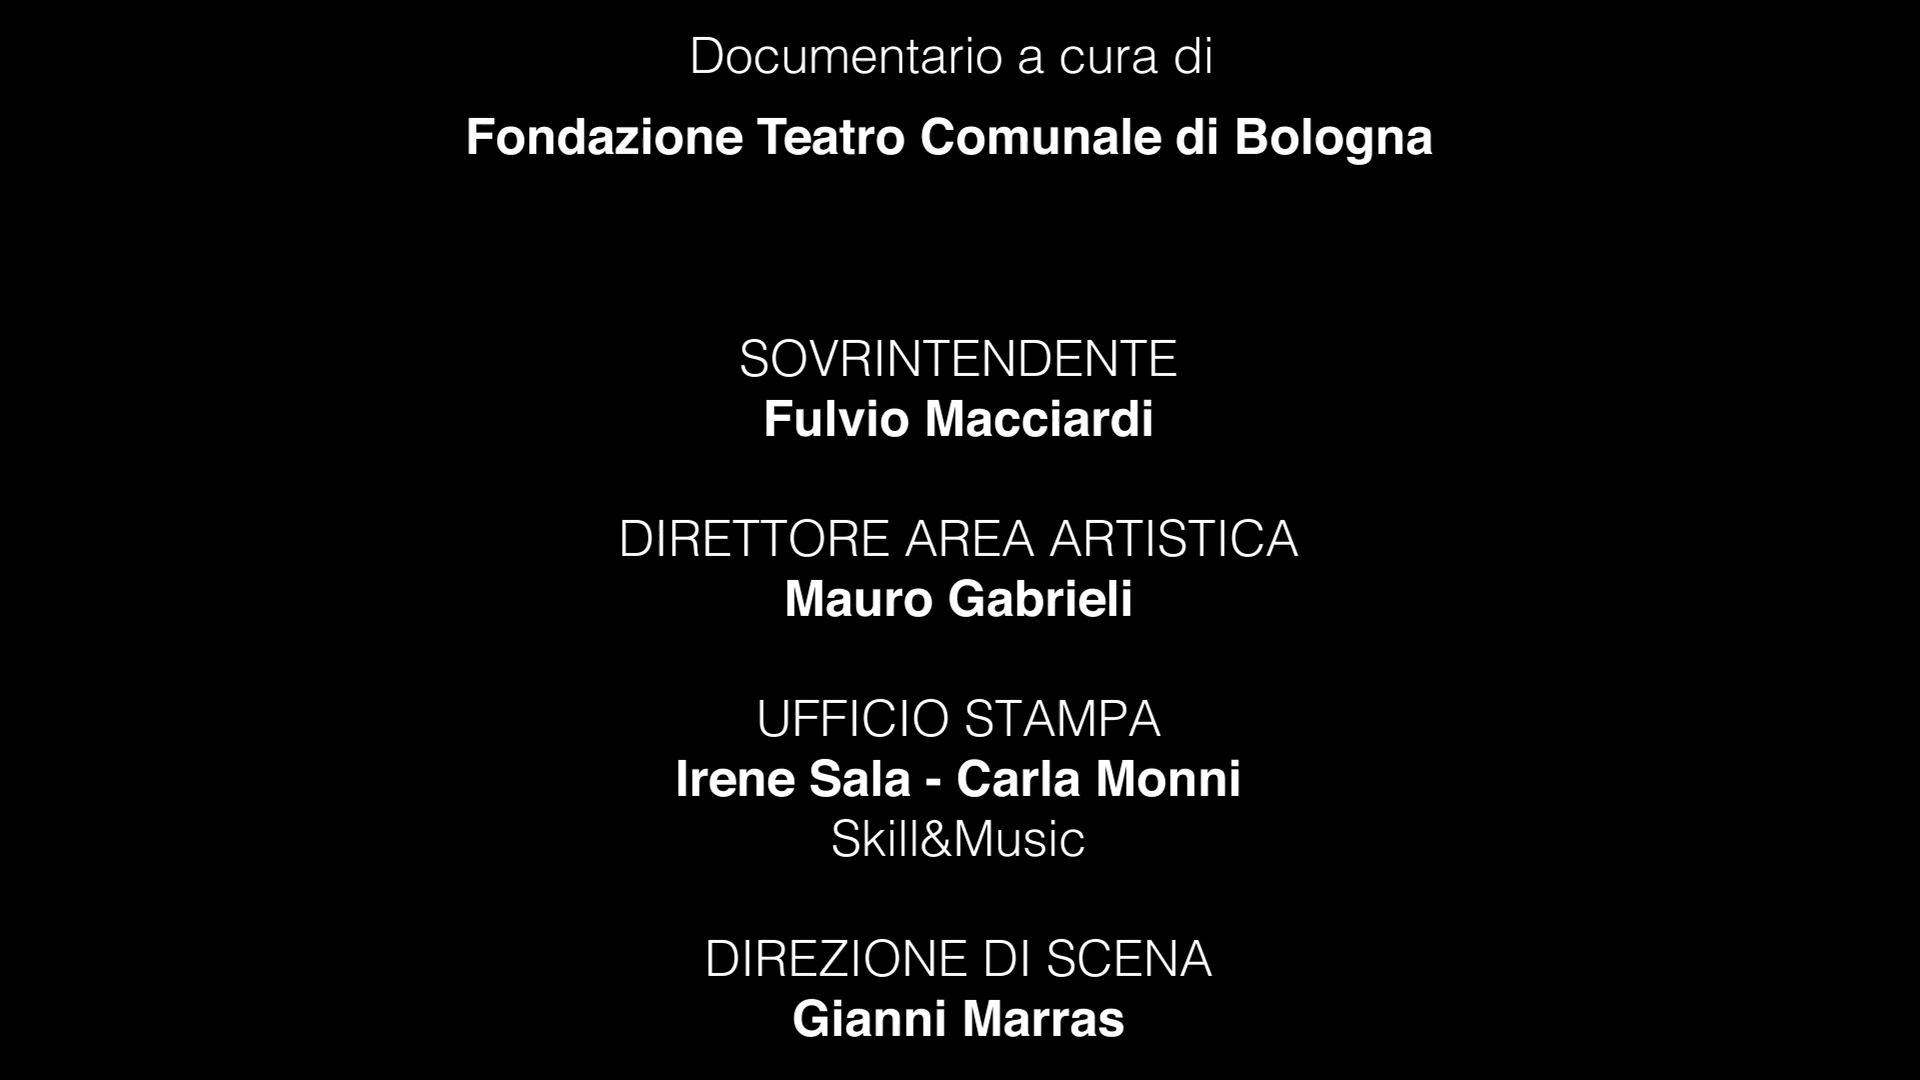 Documentario a cura di
Fondazione Teatro Comunale di Bologna
SOVRINTENDENTE
Fulvio Macciardi
DIRETTORE AREA ARTISTICA
Mauro Gabrieli
UFFICIO STAMPA
Irene Sala - Carla Monni
Skill&Music
DIREZIONE DI SCENA
Gianni Marras